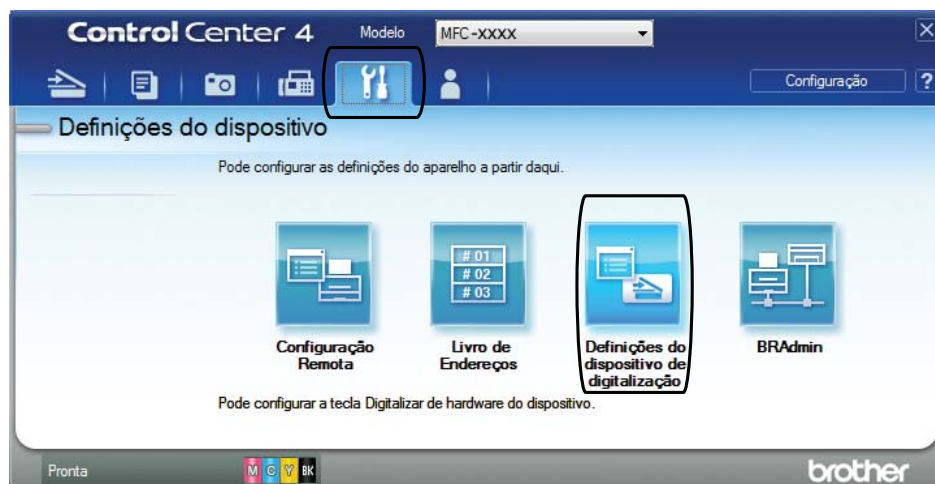 Control Center 4
Modelo
MFC-XXXX
Configuração
?
Definições do dispositivo
Pode configurar as definições do aparelho a partir daqui.
# 01
# 02
# 03
Configuração
Remota
Livro de
Endereços
Definições do
dispositivo de
digitalização
BRAdmin
Pode configurar a tecla Digitalizar de hardware do dispositivo.
Pronta
M C Y BK
brother